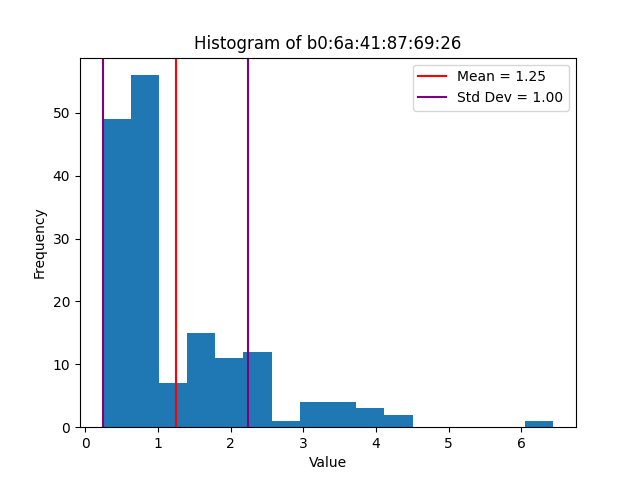 Histogram of b0:6a:41:87:69:26
Mean = 1.25
Std Dev = 1.00
Frequency
50
40
30
20
10
0
0 1 2 3 4 5 6
Value